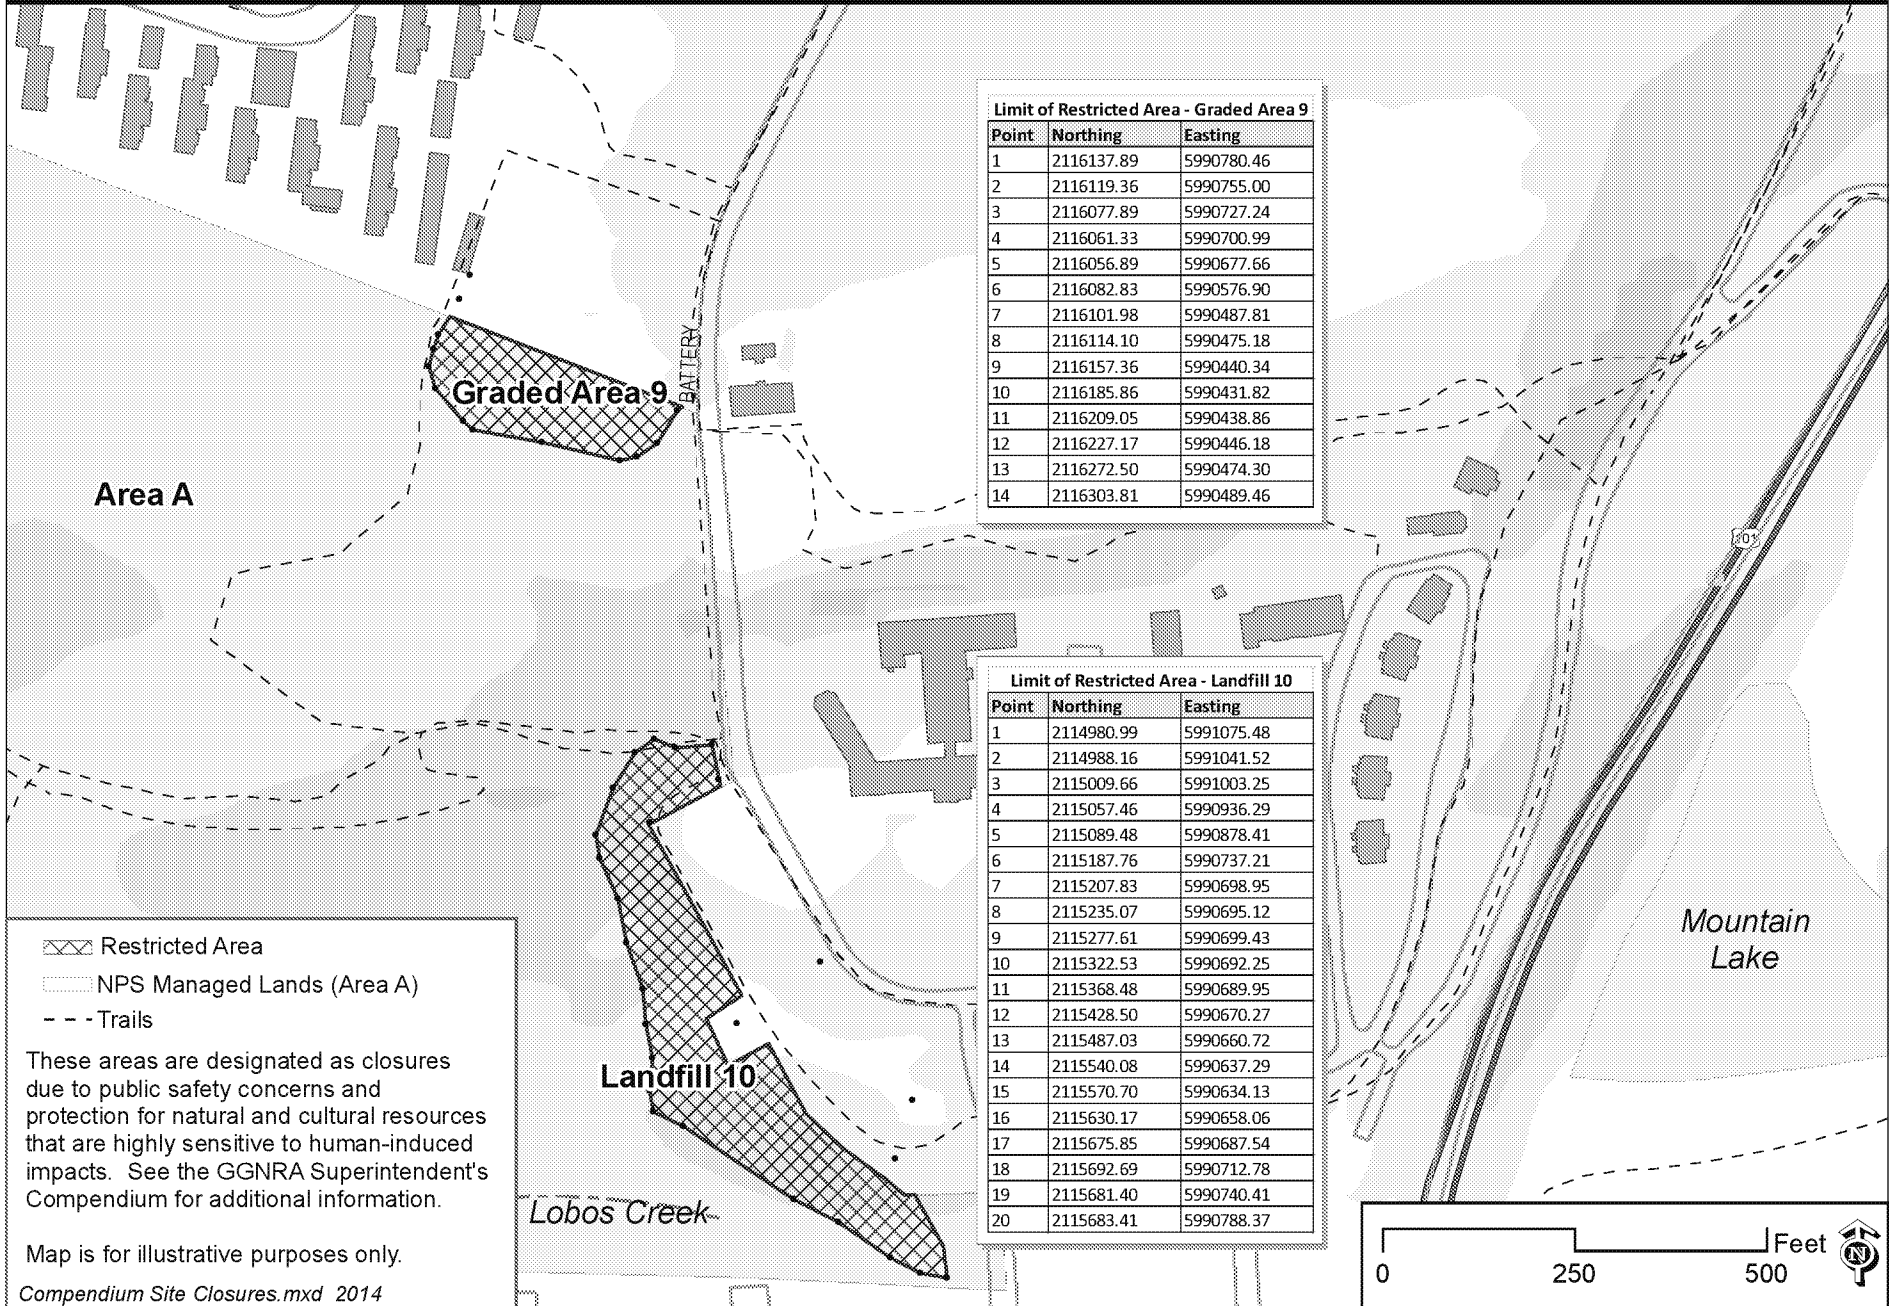 Limit of Restricted Area - Graded Area 9
Point Northing Easting
1 2116137.89 5990780.46
2 2116119.36 5990755.00
3 2116077.89 5990727.24
4 2116061.33 5990700.99
5 2116056.89 5990677.66
6 2116082.83 5990576.90
7 2116101.98 5990487.81
8 2116114.10 5990475.18
9 2116157.36 5990440.34
10 2116185.86 5990431.82
11 2116209.05 5990438.86
12 2116227.17 5990446.18
13 2116272.50 5990474.30
14 2116303.81 5990489.46
BATTERY
Graded Area 9
Area A
101
Limit of Restricted Area - Landfill 10
Point Northing Easting
1 2114980.99 5991075.48
2 2114988.16 5991041.52
3 2115009.66 5991003.25
4 2115057.46 5990936.29
5 2115089.48 5990878.41
6 2115187.76 5990737.21
7 2115207.83 5990698.95
8 2115235.07 5990695.12
9 2115277.61 5990699.43
10 2115322.53 5990692.25
11 2115368.48 5990689.95
12 2115428.50 5990670.27
13 2115487.03 5990660.72
14 2115540.08 5990637.29
15 2115570.70 5990634.13
16 2115630.17 5990658.06
17 2115675.85 5990687.54
18 2115692.69 5990712.78
19 2115681.40 5990740.41
20 2115683.41 5990788.37
Mountain
Lake
Landfill 10
Lobos Creek
Restricted Area
NPS Managed Lands (Area A)
Trails
These areas are designated as closures
due to public safety concerns and
protection for natural and cultural resources
that are highly sensitive to human-induced
impacts. See the GGNRA Superintendent's
Compendium for additional information.
Map is for illustrative purposes only.
Compendium Site Closures.mxd 2014
Feet
0 250 500
N